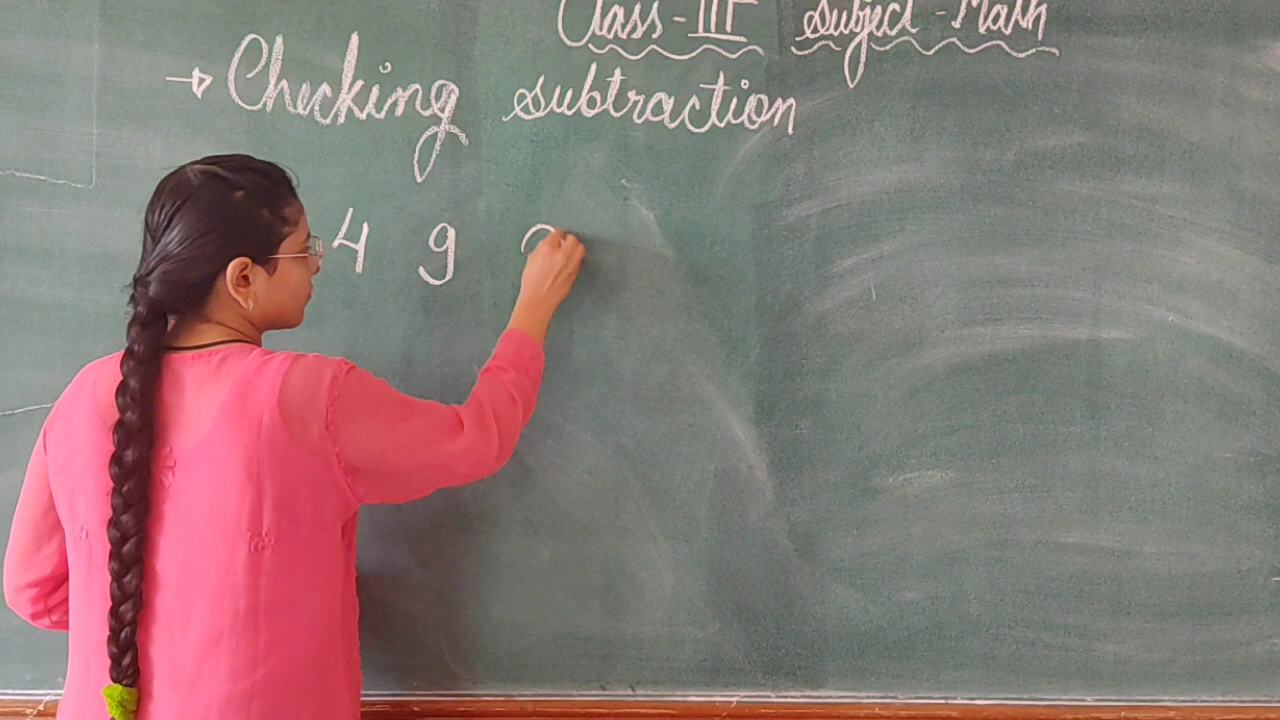 Class - III Subject - Math
→ Checking subtraction
4 9